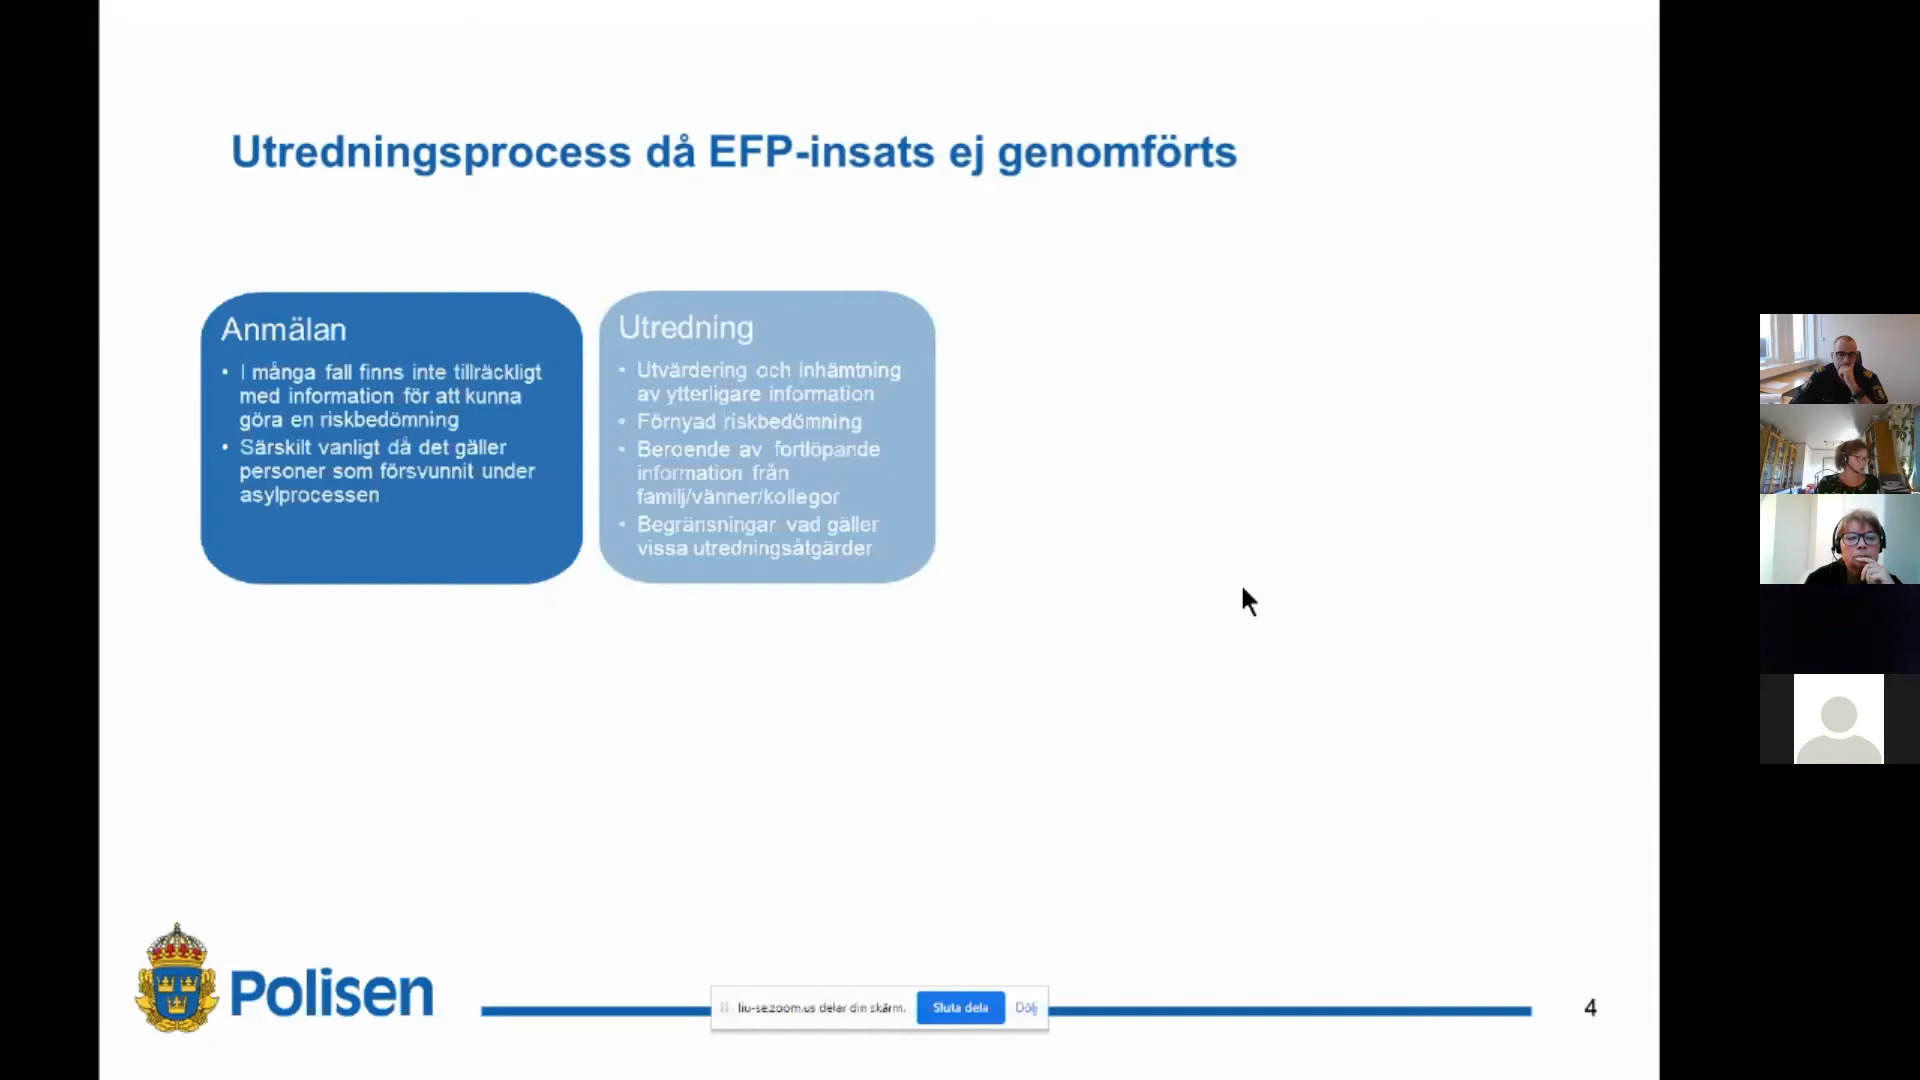 Utredningsprocess då EFP-insats ej genomförts
Anmälan
• I många fall finns inte tillräckligt
med information för att kunna
göra en riskbedömning
• Särskilt vanligt då det gäller
personer som försvunnit under
asylprocessen
Utredning
• Utvärdering och inhämtning
av ytterligare information
• Förnyad riskbedömning
• Beroende av fortlöpande
information från
familj/vänner/kollegor
• Begränsningar vad gäller
vissa utredningsåtgärder
Polisen
liu-se.zoom.us delar din skärm.
Sluta dela
Dölj
4